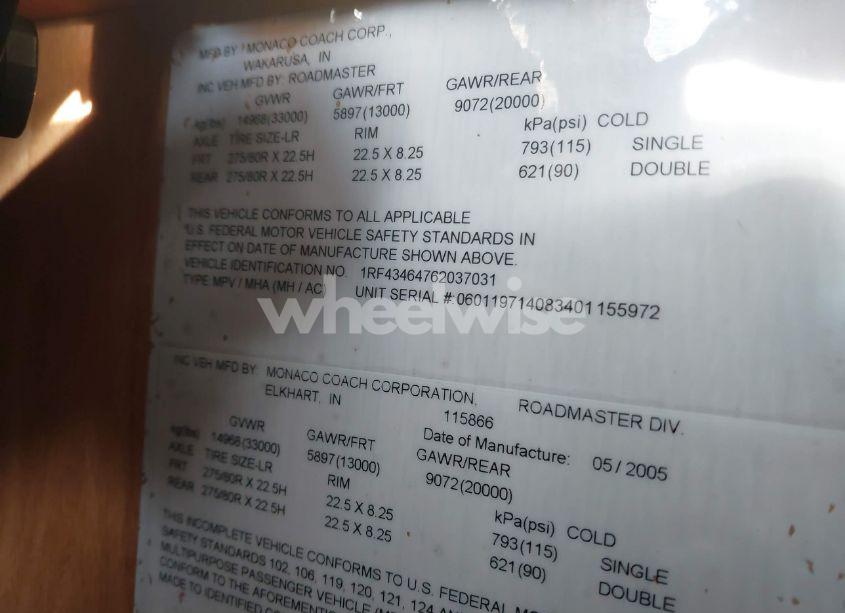 MFD BY: MONACO COACH CORP.,
WAKARUSA, IN
INC VEH MFD BY: ROADMASTER
GVWR GAWR/FRT GAWR/REAR
kg(lbs) 14968(33000) 5897(13000) 9072(20000)
AXLE TIRE SIZE-LR RIM kPa(psi) COLD
FRT 275/80R X 22.5H 22.5 X 8.25 793(115) SINGLE
REAR 275/80R X 22.5H 22.5 X 8.25 621(90) DOUBLE
THIS VEHICLE CONFORMS TO ALL APPLICABLE
U.S. FEDERAL MOTOR VEHICLE SAFETY STANDARDS IN
EFFECT ON DATE OF MANUFACTURE SHOWN ABOVE.
VEHICLE IDENTIFICATION NO. 1RF43464762037031
TYPE MPV / MHA (MH / AC) UNIT SERIAL #:060119714083401155972
wheelwise
INC VEH MFD BY: MONACO COACH CORPORATION, ROADMASTER DIV.
ELKHART, IN 115866
GVWR GAWR/FRT Date of Manufacture: 05/2005
kg(lbs) 14968(33000) 5897(13000) GAWR/REAR
AXLE TIRE SIZE-LR RIM 9072(20000)
FRT 275/80R X 22.5H 22.5 X 8.25 kPa(psi) COLD
REAR 275/80R X 22.5H 22.5 X 8.25 793(115) SINGLE
621(90) DOUBLE
THIS INCOMPLETE VEHICLE CONFORMS TO U.S. FEDERAL
SAFETY STANDARDS 102, 106, 119, 120, 121, 124
MULTIPURPOSE PASSENGER VEHICLE
CONFORM TO THE
MADE TO